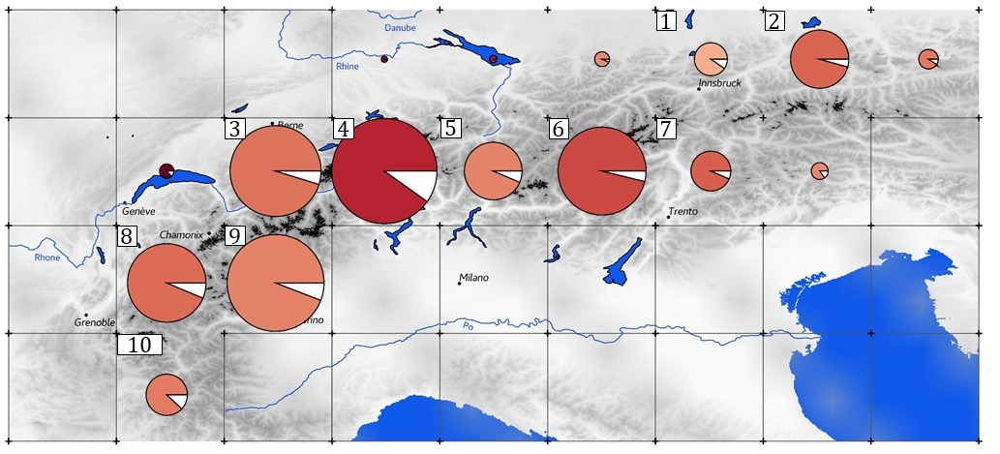 1
2
Danube
Rhine
Innsbruck
3
Berne
4
5
6
7
Genève
Trento
8
Chamonix
9
Rhone
Milano
Grenoble
rino
Po
10